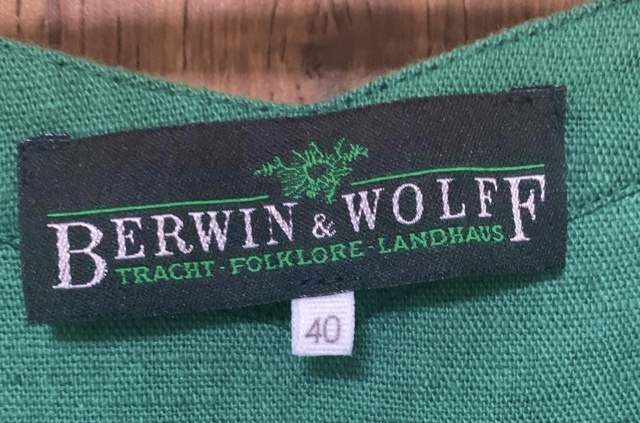 BERWIN & WOLFF
TRACHT-FOLKLORE-LANDHAUS
40